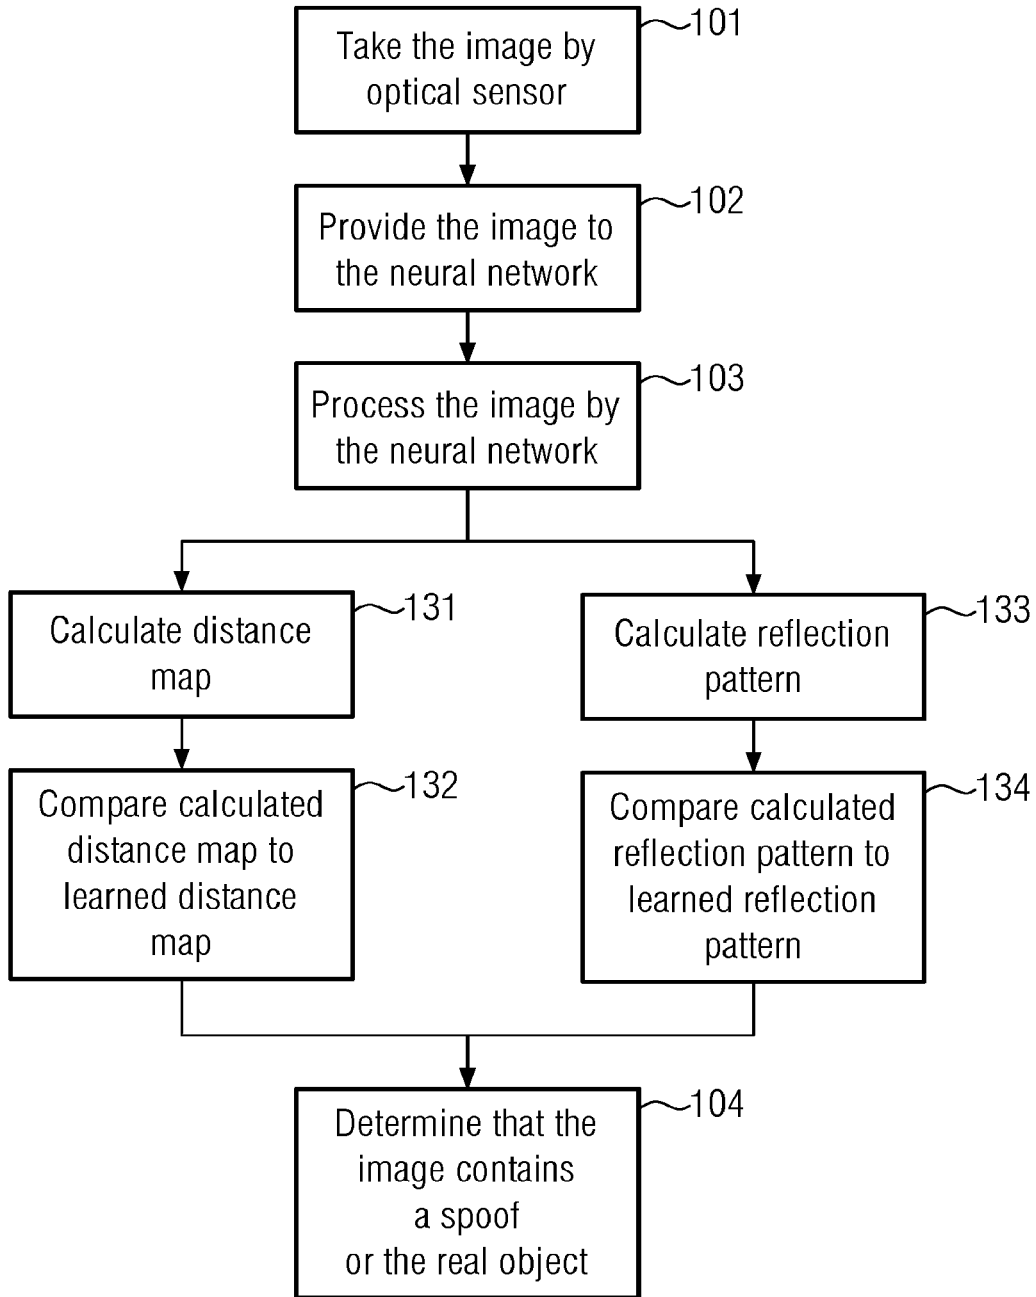 101
Take the image by
optical sensor
102
Provide the image to
the neural network
103
Process the image by
the neural network
131
Calculate distance
map
133
Calculate reflection
pattern
132
Compare calculated
distance map to
learned distance
map
134
Compare calculated
reflection pattern to
learned reflection
pattern
104
Determine that the
image contains
a spoof
or the real object